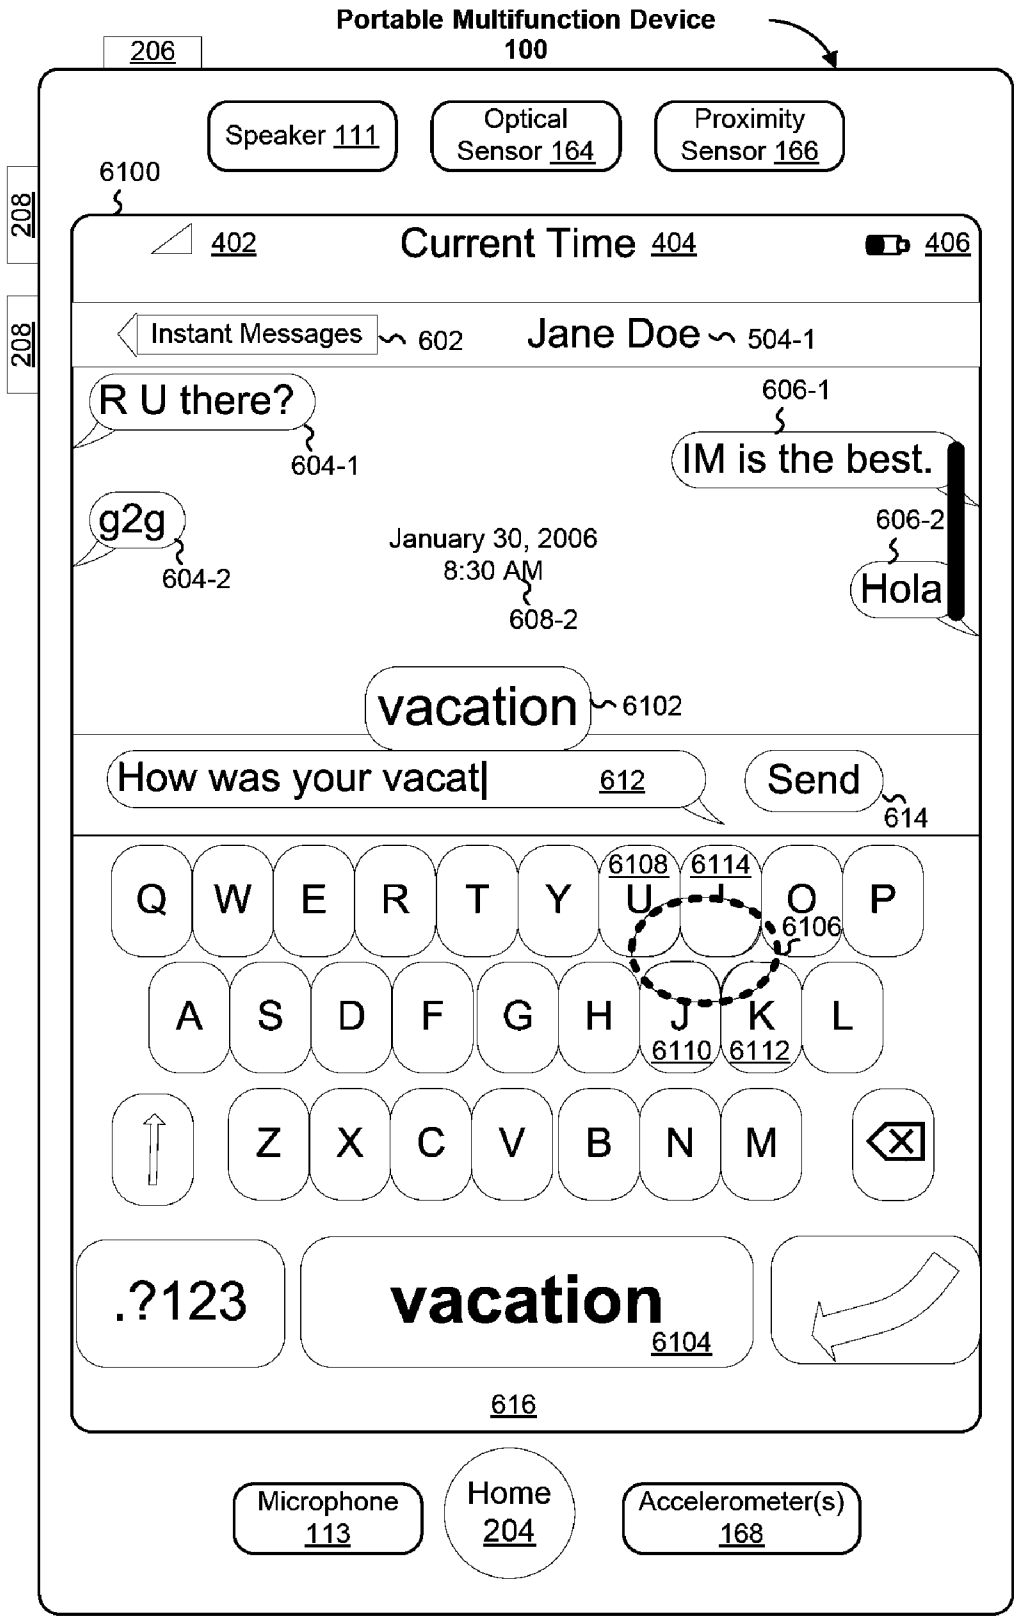 Portable Multifunction Device
100
206
Speaker 111
Optical
Sensor 164
Proximity
Sensor 166
6100
208
208
402
Current Time 404
406
Instant Messages
602
Jane Doe
504-1
R U there?
604-1
606-1
IM is the best.
g2g
604-2
January 30, 2006
8:30 AM
608-2
606-2
Hola
vacation
6102
How was your vacat
612
Send
614
6108
6114
Q W E R T Y U I O P
6106
A S D F G H J K L
6110
6112
Z X C V B N M
.?123
vacation
6104
616
Microphone
113
Home
204
Accelerometer(s)
168